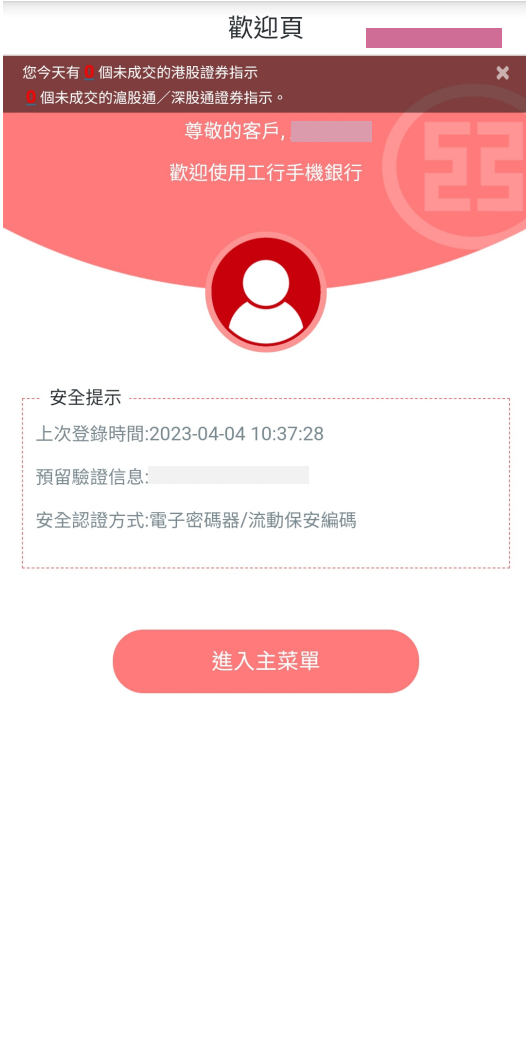 歡迎頁
您今天有 0 個未成交的港股證券指示
0 個未成交的滬股通／深股通證券指示。
尊敬的客戶,
歡迎使用工行手機銀行
安全提示
上次登錄時間:2023-04-04 10:37:28
預留驗證信息:
安全認證方式:電子密碼器/流動保安編碼
進入主菜單